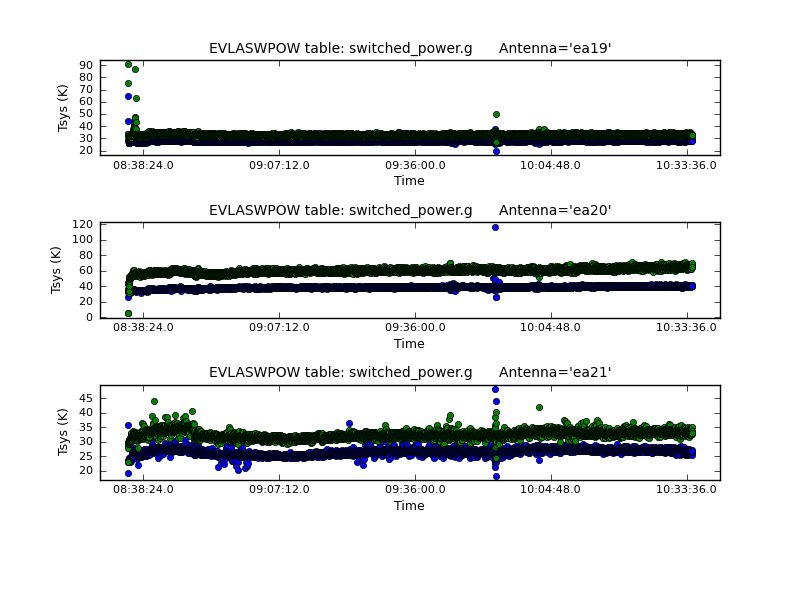 EVLASWPOW table: switched_power.g Antenna='ea19'
90
80
70
60
50
40
30
20
Tsys (K)
08:38:24.0 09:07:12.0 09:36:00.0 10:04:48.0 10:33:36.0
Time
EVLASWPOW table: switched_power.g Antenna='ea20'
120
100
80
60
40
20
0
Tsys (K)
08:38:24.0 09:07:12.0 09:36:00.0 10:04:48.0 10:33:36.0
Time
EVLASWPOW table: switched_power.g Antenna='ea21'
45
40
35
30
25
20
Tsys (K)
08:38:24.0 09:07:12.0 09:36:00.0 10:04:48.0 10:33:36.0
Time